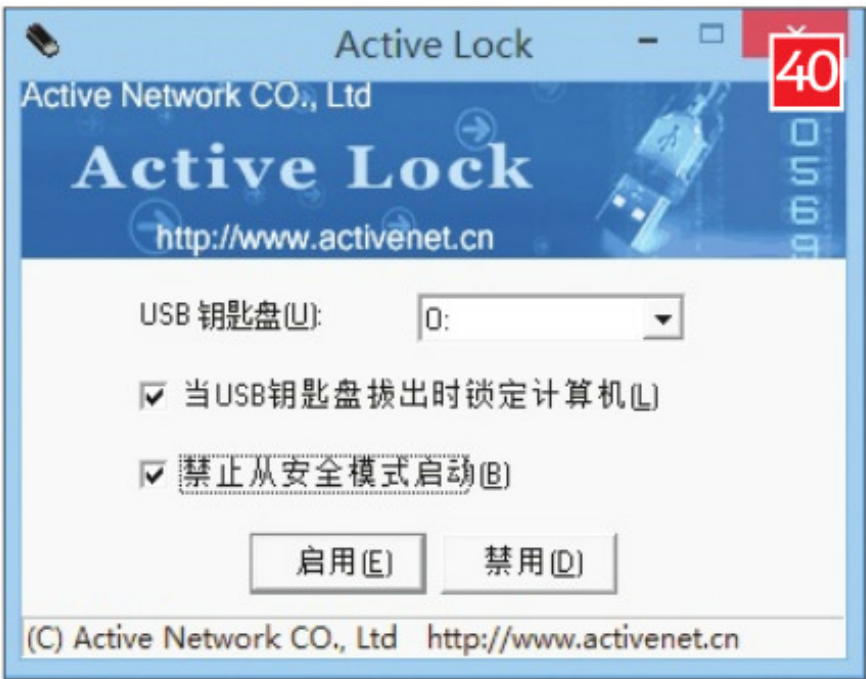 Active Lock
40
Active Network CO., Ltd
Active Lock
http://www.activenet.cn
0569
USB 钥匙盘(U):
O:
当USB钥匙盘拔出时锁定计算机(L)
禁止从安全模式启动(B)
启用(E)
禁用(D)
(C) Active Network CO., Ltd http://www.activenet.cn